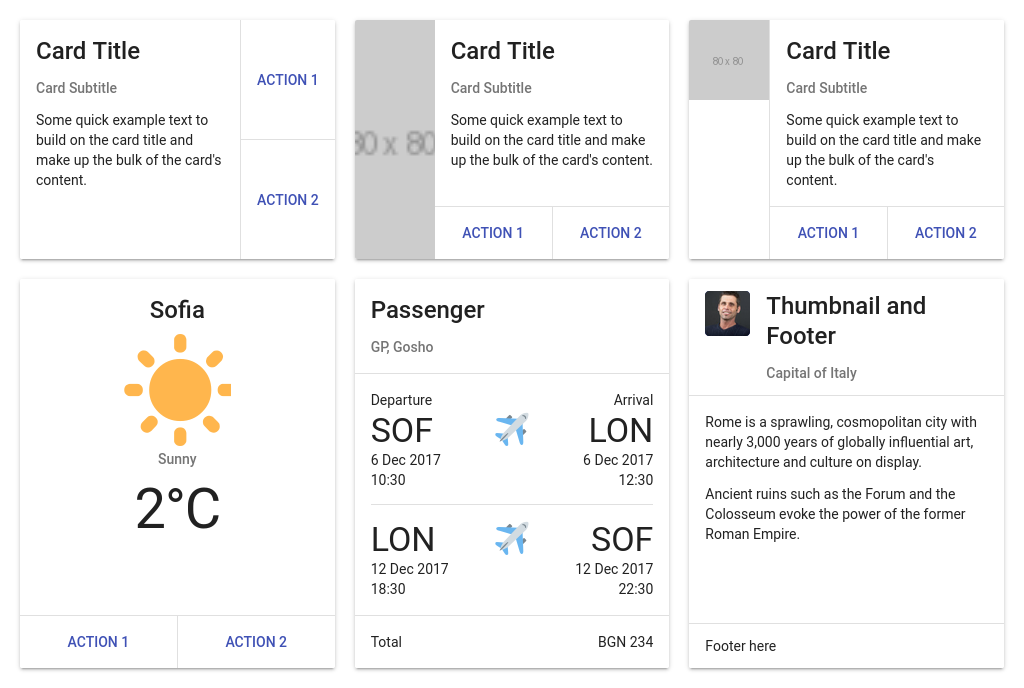 Card Title
Card Subtitle
Some quick example text to
build on the card title and
make up the bulk of the card's
content.
ACTION 1
ACTION 2
80 x 80
Card Title
Card Subtitle
Some quick example text to
build on the card title and make
up the bulk of the card's content.
ACTION 1
ACTION 2
80 x 80
Card Title
Card Subtitle
Some quick example text to
build on the card title and make
up the bulk of the card's
content.
ACTION 1
ACTION 2
Sofia
Sunny
2°C
ACTION 1
ACTION 2
Passenger
GP, Gosho
Departure
Arrival
SOF
LON
6 Dec 2017
6 Dec 2017
10:30
12:30
LON
SOF
12 Dec 2017
12 Dec 2017
18:30
22:30
Total
BGN 234
Thumbnail and
Footer
Capital of Italy
Rome is a sprawling, cosmopolitan city with
nearly 3,000 years of globally influential art,
architecture and culture on display.
Ancient ruins such as the Forum and the
Colosseum evoke the power of the former
Roman Empire.
Footer here